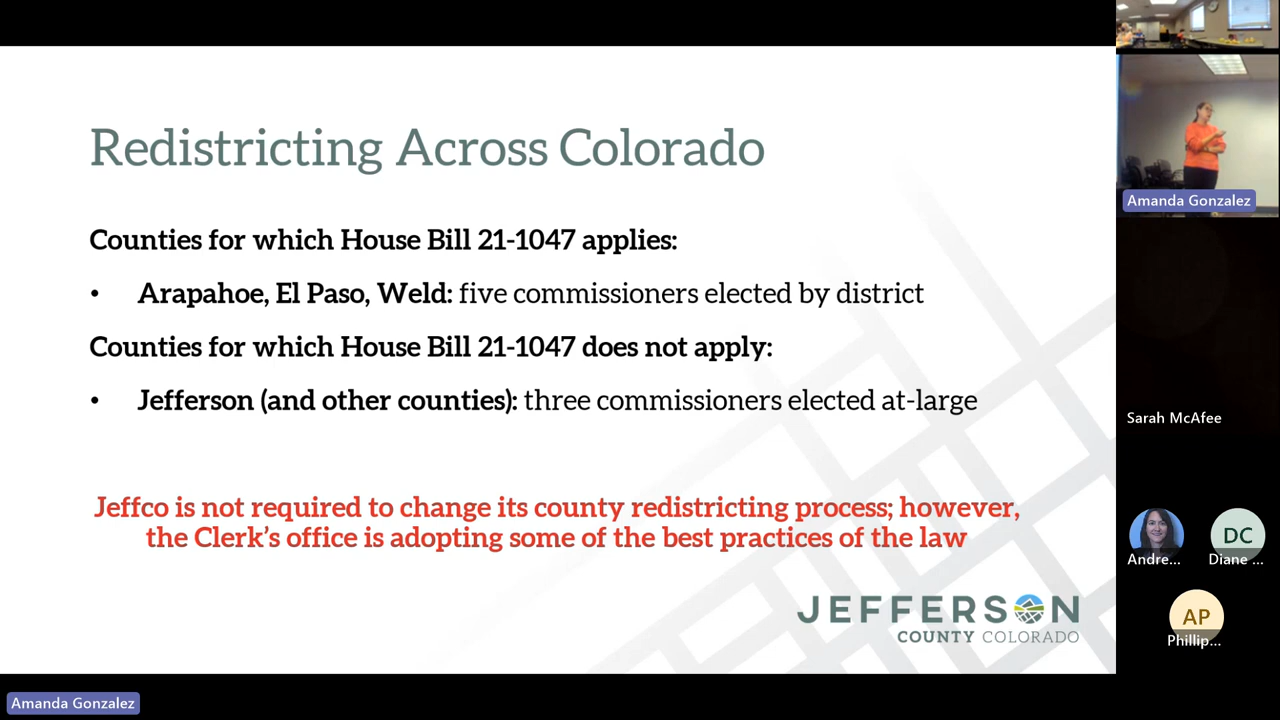 Redistricting Across Colorado
Counties for which House Bill 21-1047 applies:
• Arapahoe, El Paso, Weld: five commissioners elected by district
Counties for which House Bill 21-1047 does not apply:
• Jefferson (and other counties): three commissioners elected at-large
Jeffco is not required to change its county redistricting process; however,
the Clerk’s office is adopting some of the best practices of the law
JEFFERSON
COUNTY COLORADO
Amanda Gonzalez
Amanda Gonzalez
Sarah McAfee
DC
Andre...
Diane ...
AP
Phillip...